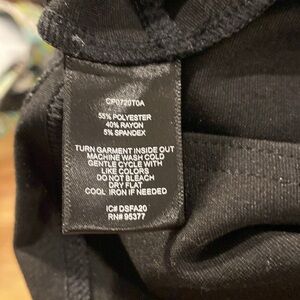 CP0720T0A
55% POLYESTER
40% RAYON
5% SPANDEX
TURN GARMENT INSIDE OUT
MACHINE WASH COLD
GENTLE CYCLE WITH
LIKE COLORS
DO NOT BLEACH
DRY FLAT
COOL IRON IF NEEDED
IC# DSFA20
RN# 95377